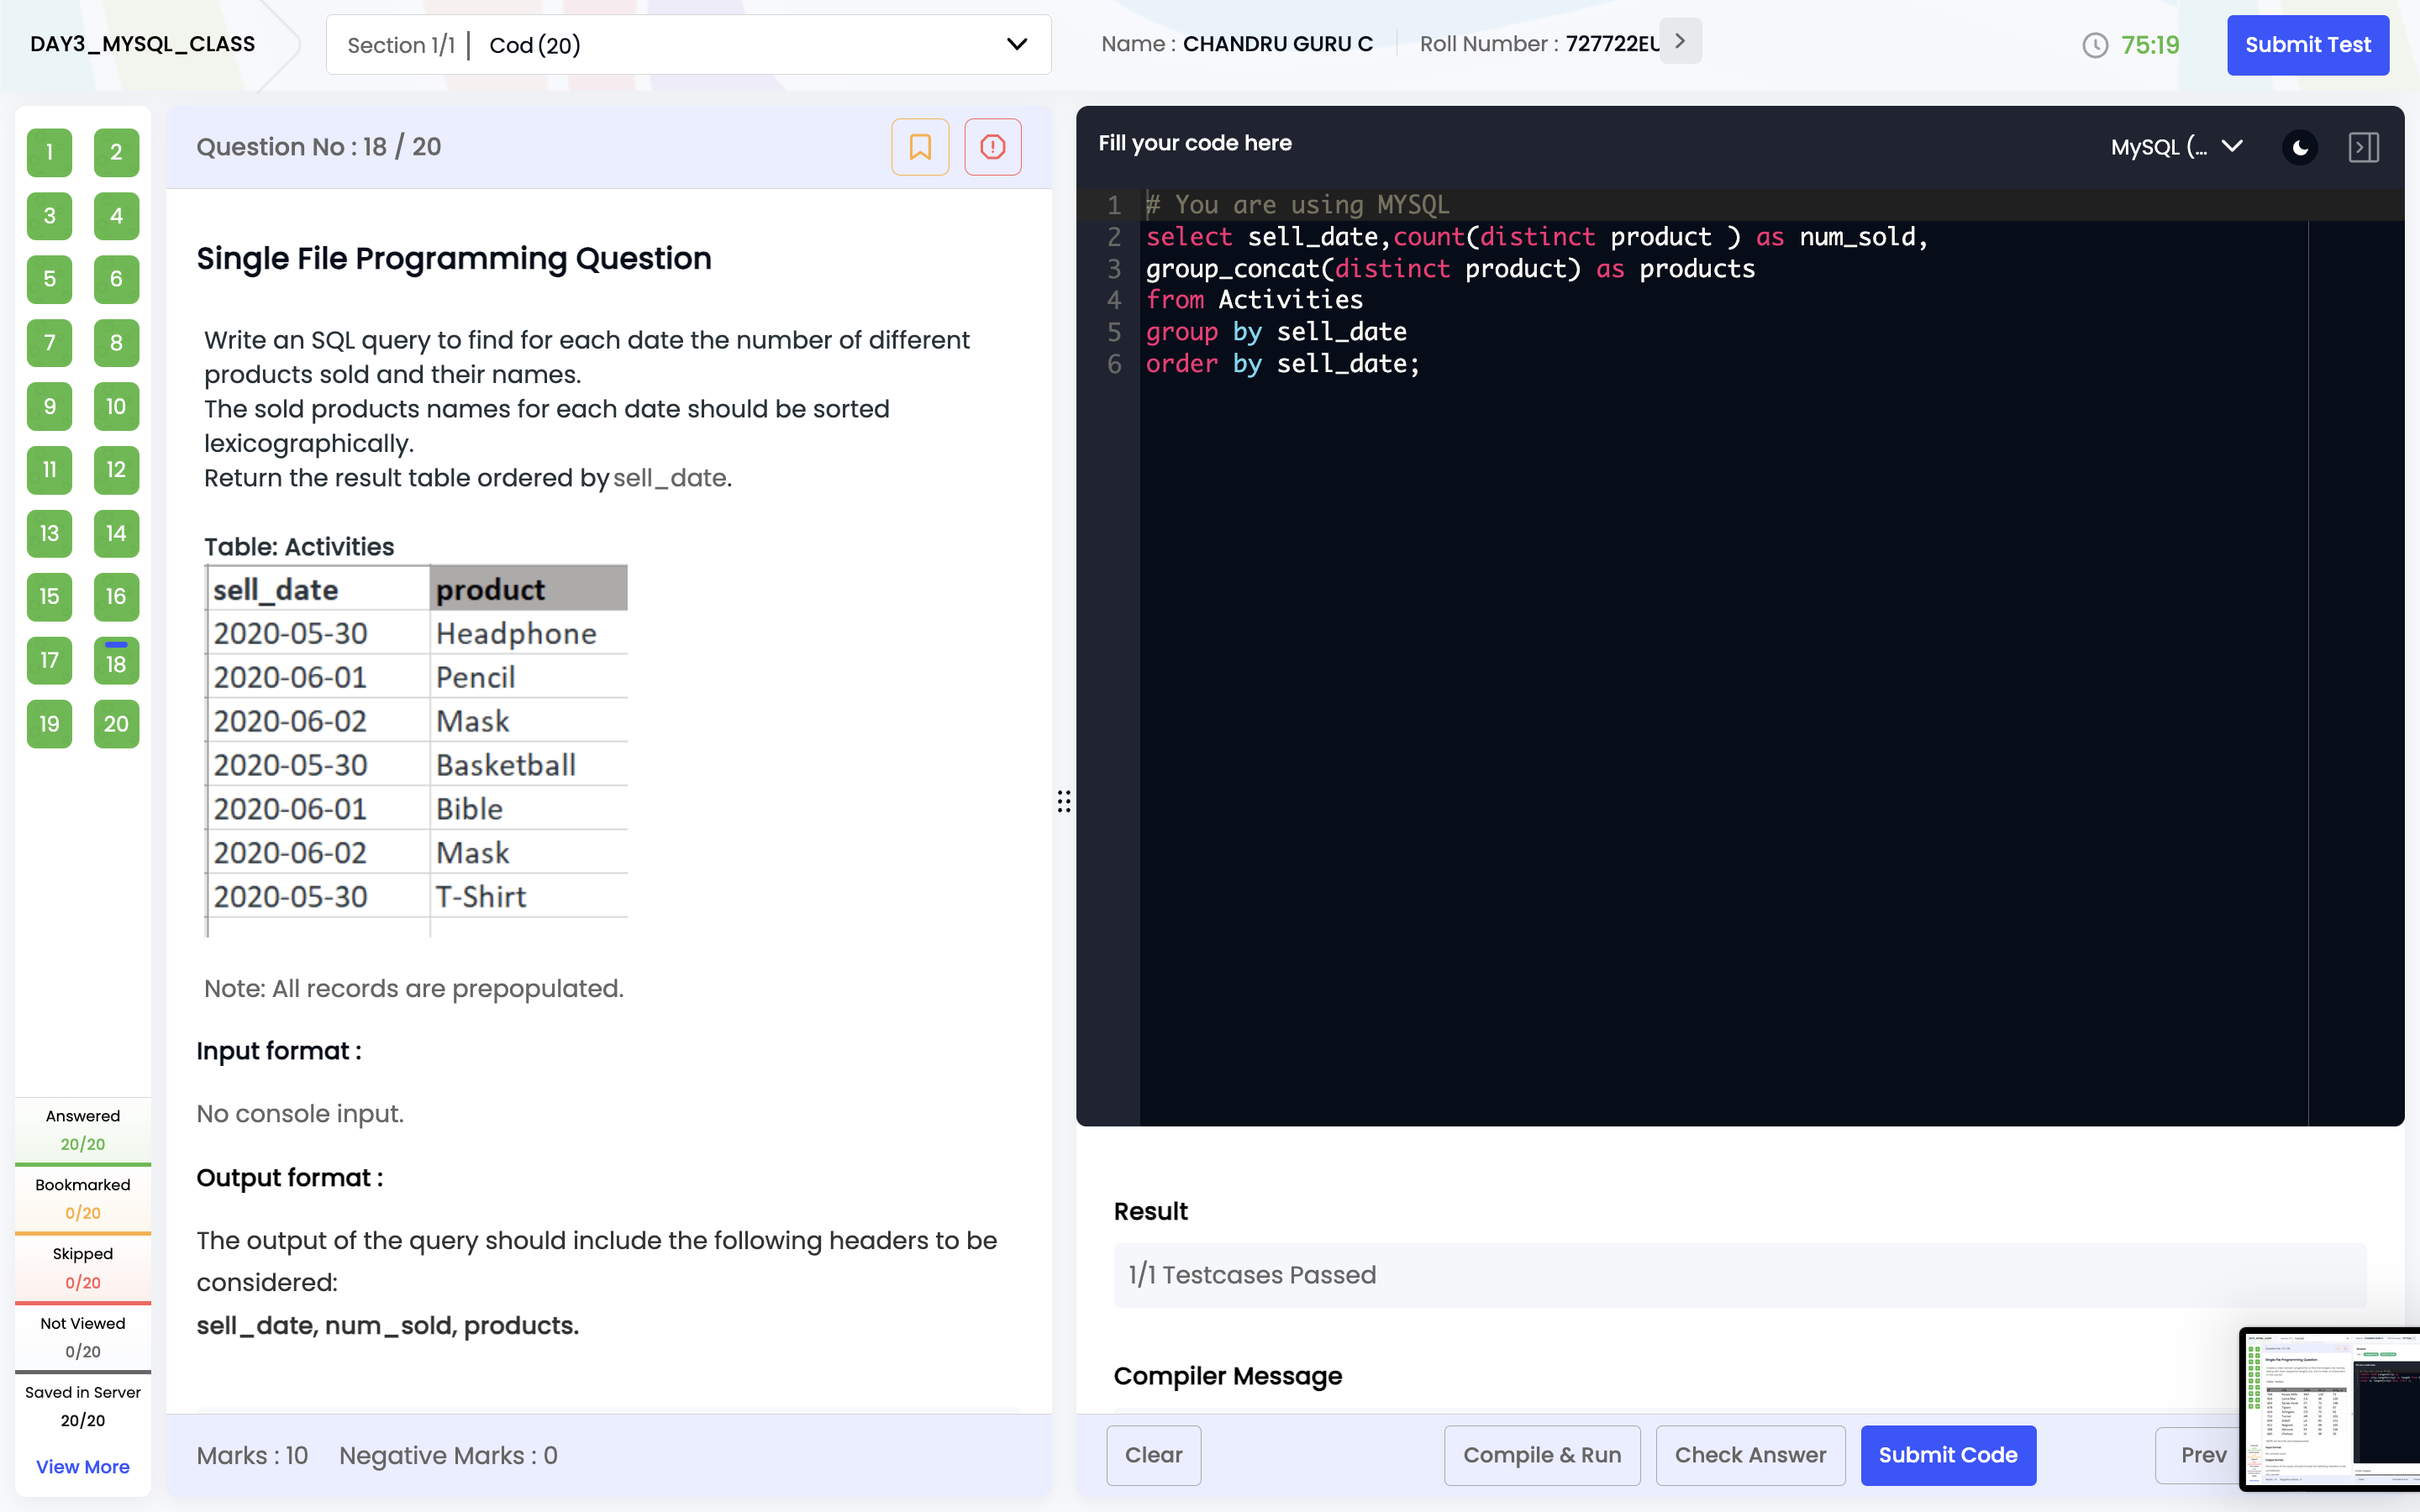 DAY3_MYSQL_CLASS
Section 1/1 | Cod (20)
Name : CHANDRU GURU C
Roll Number : 727722EU
75:19
Submit Test
1 2
3 4
5 6
7 8
9 10
11 12
13 14
15 16
17 18
19 20
Answered
20/20
Bookmarked
0/20
Skipped
0/20
Not Viewed
0/20
Saved in Server
20/20
View More
Question No : 18 / 20
Single File Programming Question
Write an SQL query to find for each date the number of different
products sold and their names.
The sold products names for each date should be sorted
lexicographically.
Return the result table ordered by sell_date.
Table: Activities
sell_date product
2020-05-30 Headphone
2020-06-01 Pencil
2020-06-02 Mask
2020-05-30 Basketball
2020-06-01 Bible
2020-06-02 Mask
2020-05-30 T-Shirt
Note: All records are prepopulated.
Input format :
No console input.
Output format :
The output of the query should include the following headers to be
considered:
sell_date, num_sold, products.
Marks : 10 Negative Marks : 0
Fill your code here
MySQL (...
1 # You are using MYSQL
2 select sell_date,count(distinct product ) as num_sold,
3 group_concat(distinct product) as products
4 from Activities
5 group by sell_date
6 order by sell_date;
Result
1/1 Testcases Passed
Compiler Message
Clear
Compile & Run
Check Answer
Submit Code
Prev